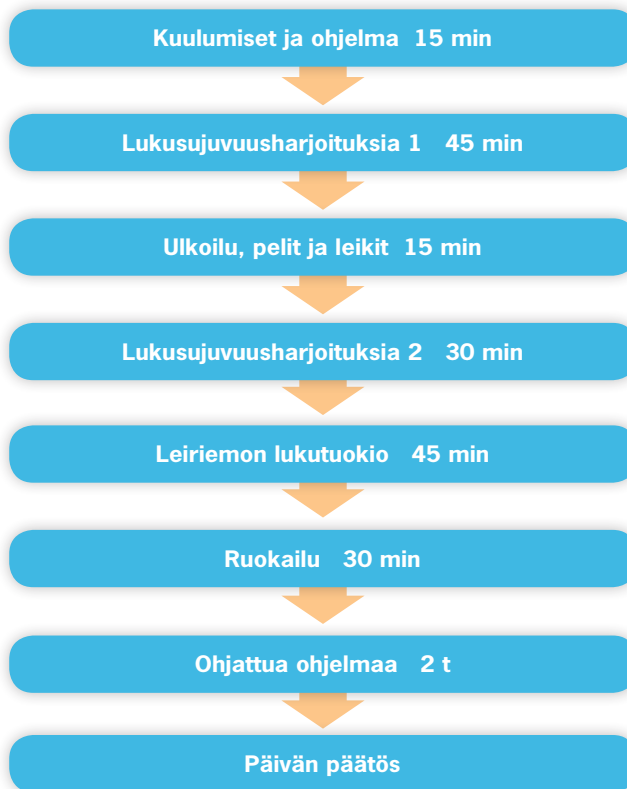 Kuulumiset ja ohjelma 15 min
Lukusujuvuusharjoituksia 1 45 min
Ulkoilu, pelit ja leikit 15 min
Lukusujuvuusharjoituksia 2 30 min
Leiriemon lukutuokio 45 min
Ruokailu 30 min
Ohjattua ohjelmaa 2 t
Päivän päätös